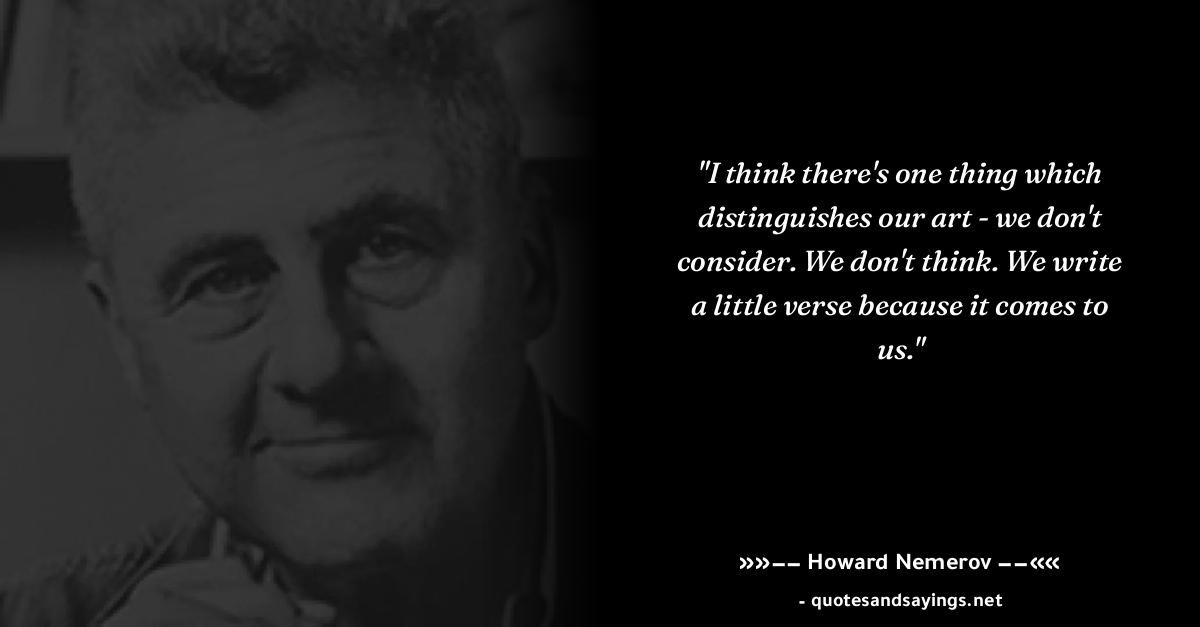 "I think there's one thing which
distinguishes our art - we don't
consider. We don't think. We write
a little verse because it comes to
us."
»»−− Howard Nemerov −−««
- quotesandsayings.net